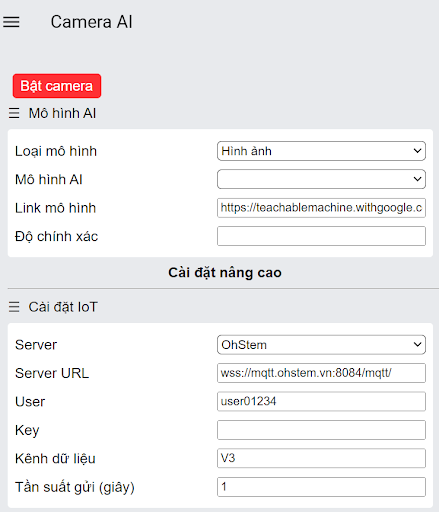 Camera AI
Bật camera
Mô hình AI
Loại mô hình Hình ảnh
Mô hình AI
Link mô hình https://teachablemachine.withgoogle.c
Độ chính xác
Cài đặt nâng cao
Cài đặt IoT
Server OhStem
Server URL wss://mqtt.ohstem.vn:8084/mqtt/
User user01234
Key
Kênh dữ liệu V3
Tần suất gửi (giây) 1